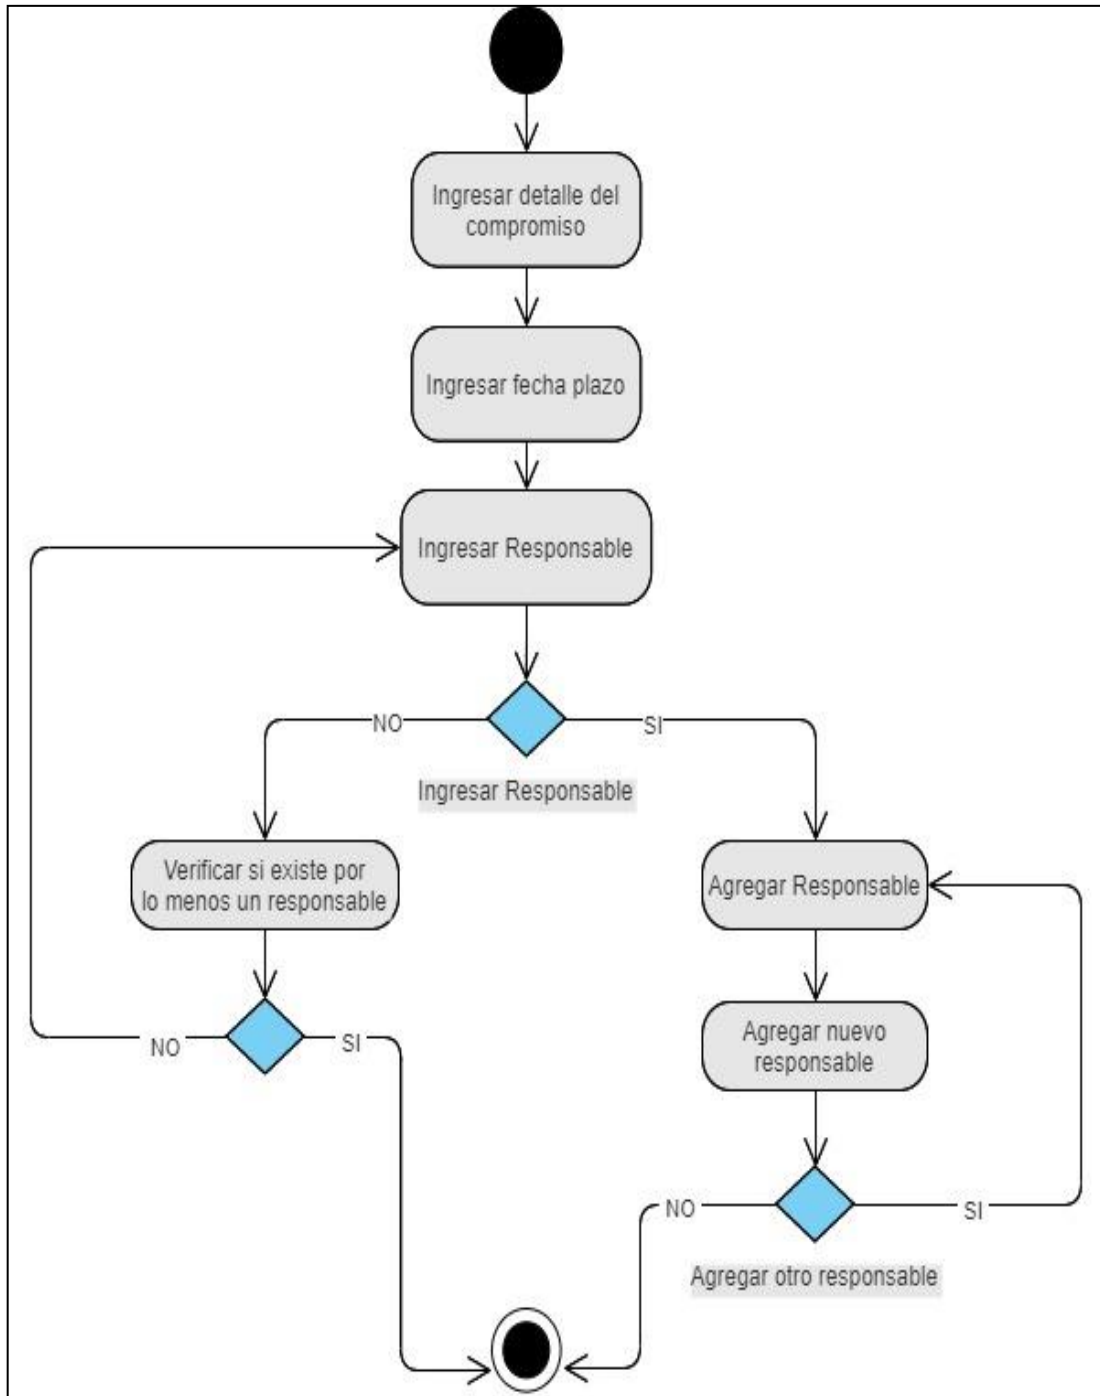 Ingresar detalle del
compromiso
Ingresar fecha plazo
Ingresar Responsable
NO
SI
Ingresar Responsable
Verificar si existe por
lo menos un responsable
Agregar Responsable
NO
SI
Agregar nuevo
responsable
NO
SI
Agregar otro responsable